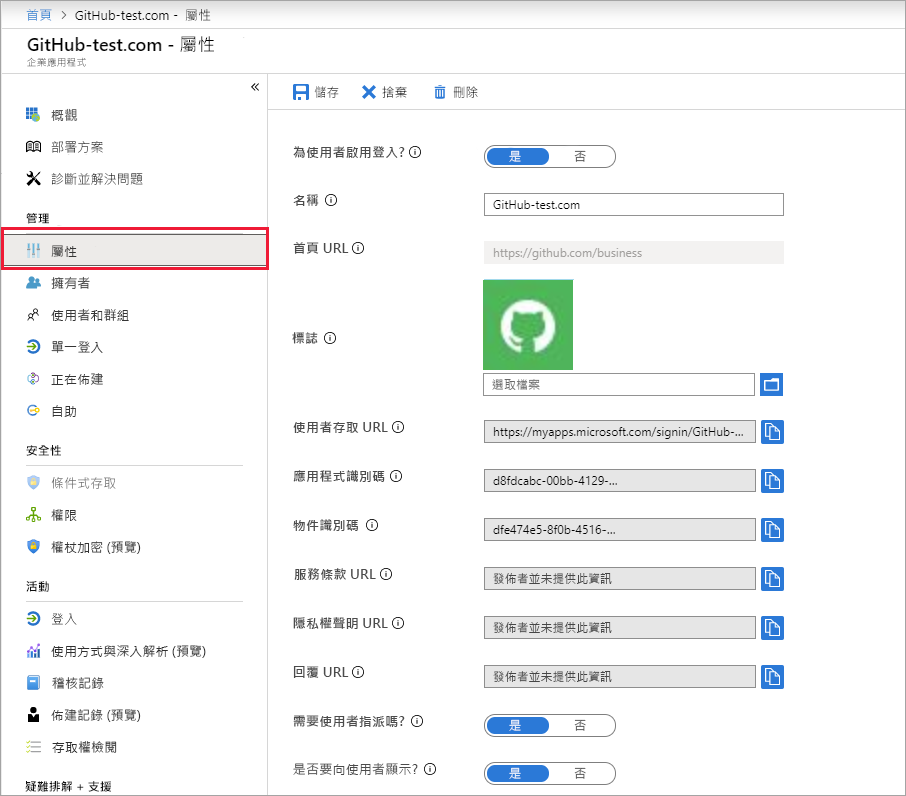 首頁 > GitHub-test.com - 屬性
GitHub-test.com - 屬性
企業應用程式
«
儲存 捨棄 刪除
概觀
部署方案
診斷並解決問題
管理
屬性
擁有者
使用者和群組
單一登入
正在佈建
自助
安全性
條件式存取
權限
權杖加密 (預覽)
活動
登入
使用方式與深入解析 (預覽)
稽核記錄
佈建記錄 (預覽)
存取權檢閱
疑難排解 + 支援
為使用者啟用登入? 是 否
名稱 GitHub-test.com
首頁 URL https://github.com/business
標誌
選取檔案
使用者存取 URL https://myapps.microsoft.com/signin/GitHub-...
應用程式識別碼 d8fdcabc-00bb-4129-...
物件識別碼 dfe474e5-8f0b-4516-...
服務條款 URL 發佈者並未提供此資訊
隱私權聲明 URL 發佈者並未提供此資訊
回覆 URL 發佈者並未提供此資訊
需要使用者指派嗎? 是 否
是否要向使用者顯示? 是 否